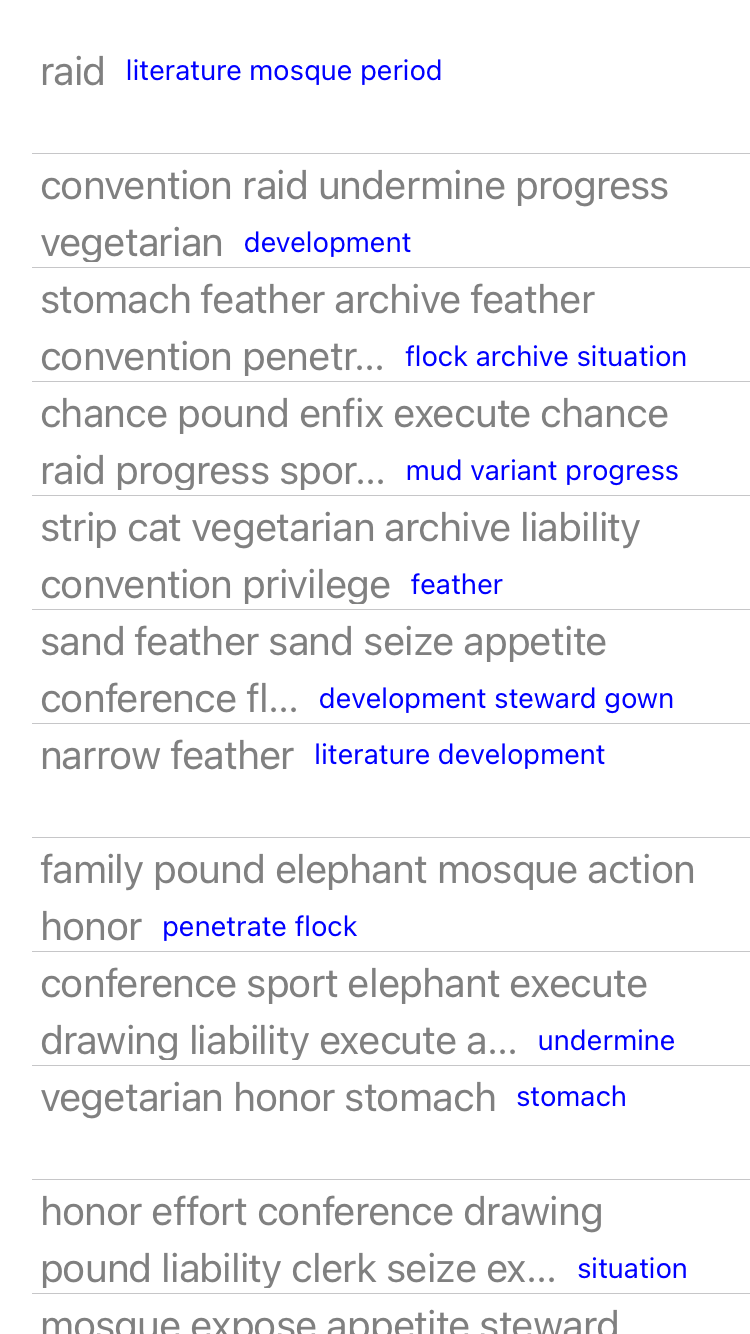 raid literature mosque period
convention raid undermine progress
vegetarian development
stomach feather archive feather
convention penetr... flock archive situation
chance pound enfix execute chance
raid progress spor... mud variant progress
strip cat vegetarian archive liability
convention privilege feather
sand feather sand seize appetite
conference fl... development steward gown
narrow feather literature development
family pound elephant mosque action
honor penetrate flock
conference sport elephant execute
drawing liability execute a... undermine
vegetarian honor stomach stomach
honor effort conference drawing
pound liability clerk seize ex... situation
mosque expose appetite steward